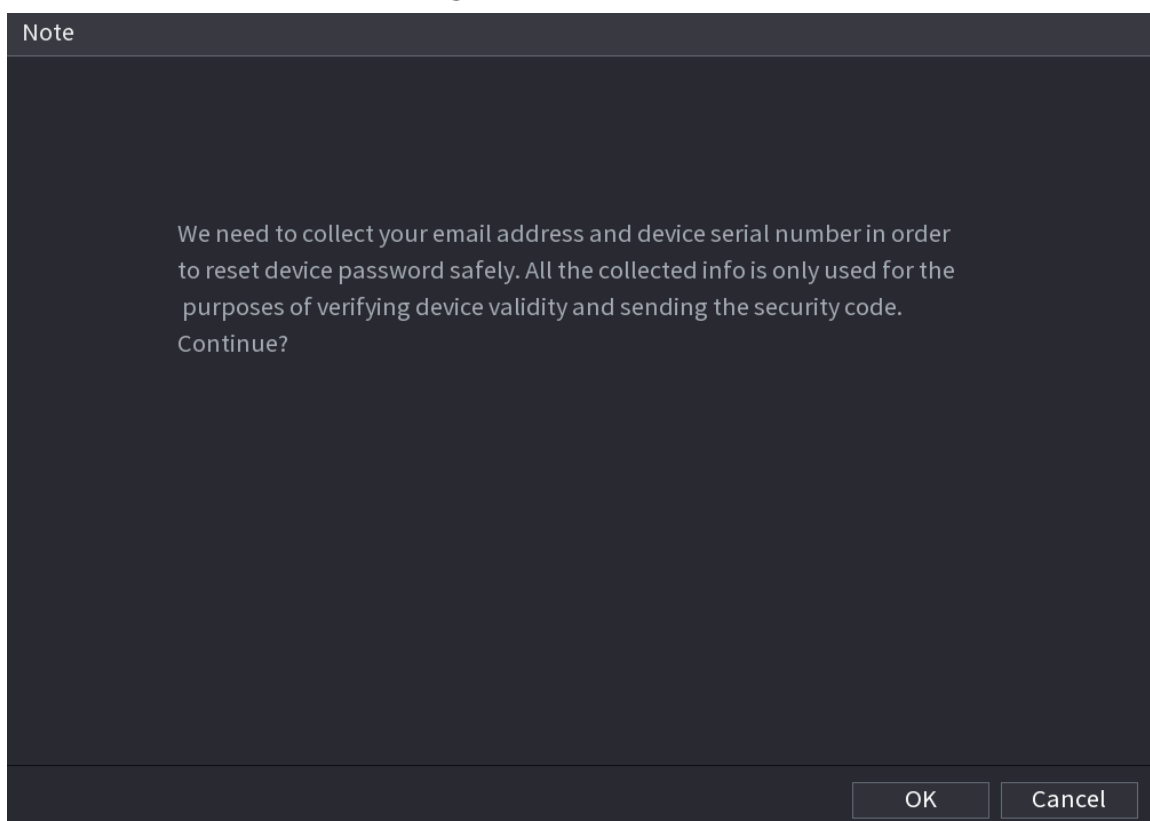 Note
We need to collect your email address and device serial number in order
to reset device password safely. All the collected info is only used for the
purposes of verifying device validity and sending the security code.
Continue?
OK
Cancel